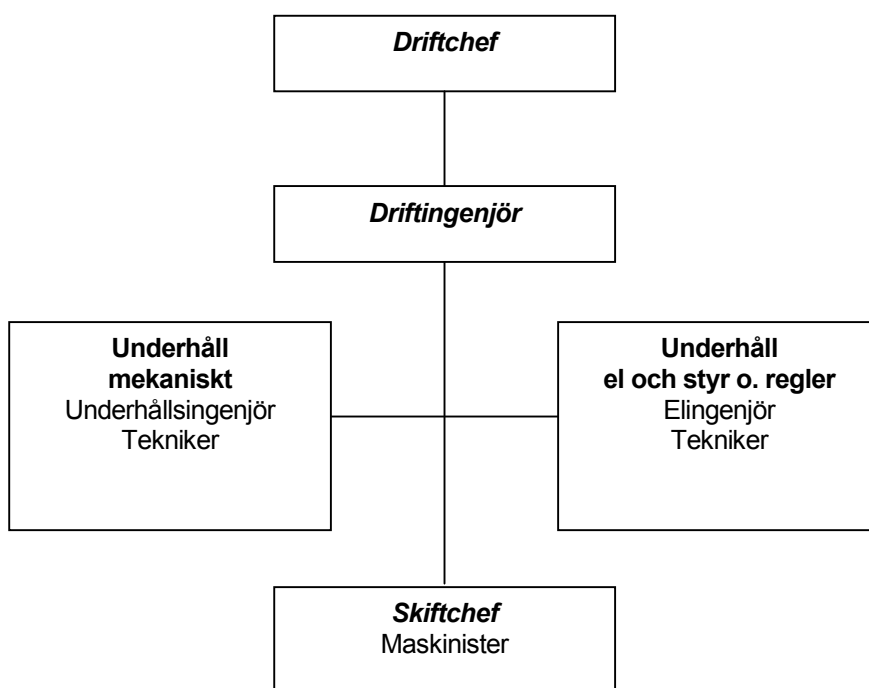 Driftchef
Driftingenjör
Underhåll
mekaniskt
Underhållsingenjör
Tekniker
Underhåll
el och styr o. regler
Elingenjör
Tekniker
Skiftchef
Maskinister